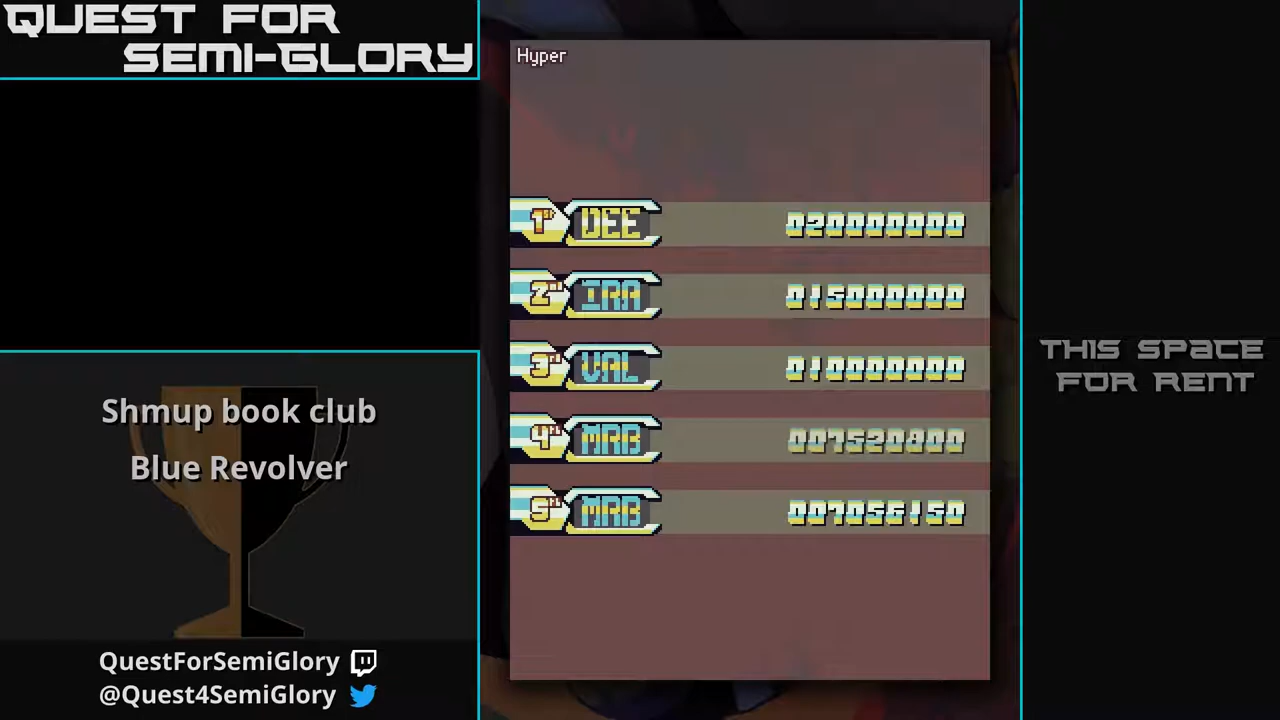 QUEST FOR
SEMI-GLORY
Hyper
1st DEE 020000000
2nd IRA 015000000
3rd VAL 010000000
4th MRB 007520800
5th MRB 007056150
THIS SPACE
FOR RENT
Shmup book club
Blue Revolver
QuestForSemiGlory
@Quest4SemiGlory